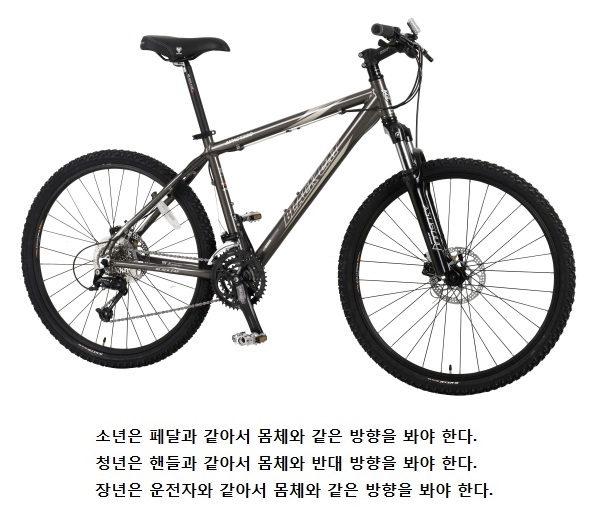 소년은 페달과 같아서 몸체와 같은 방향을 봐야 한다.
청년은 핸들과 같아서 몸체와 반대 방향을 봐야 한다.
장년은 운전자와 같아서 몸체와 같은 방향을 봐야 한다.